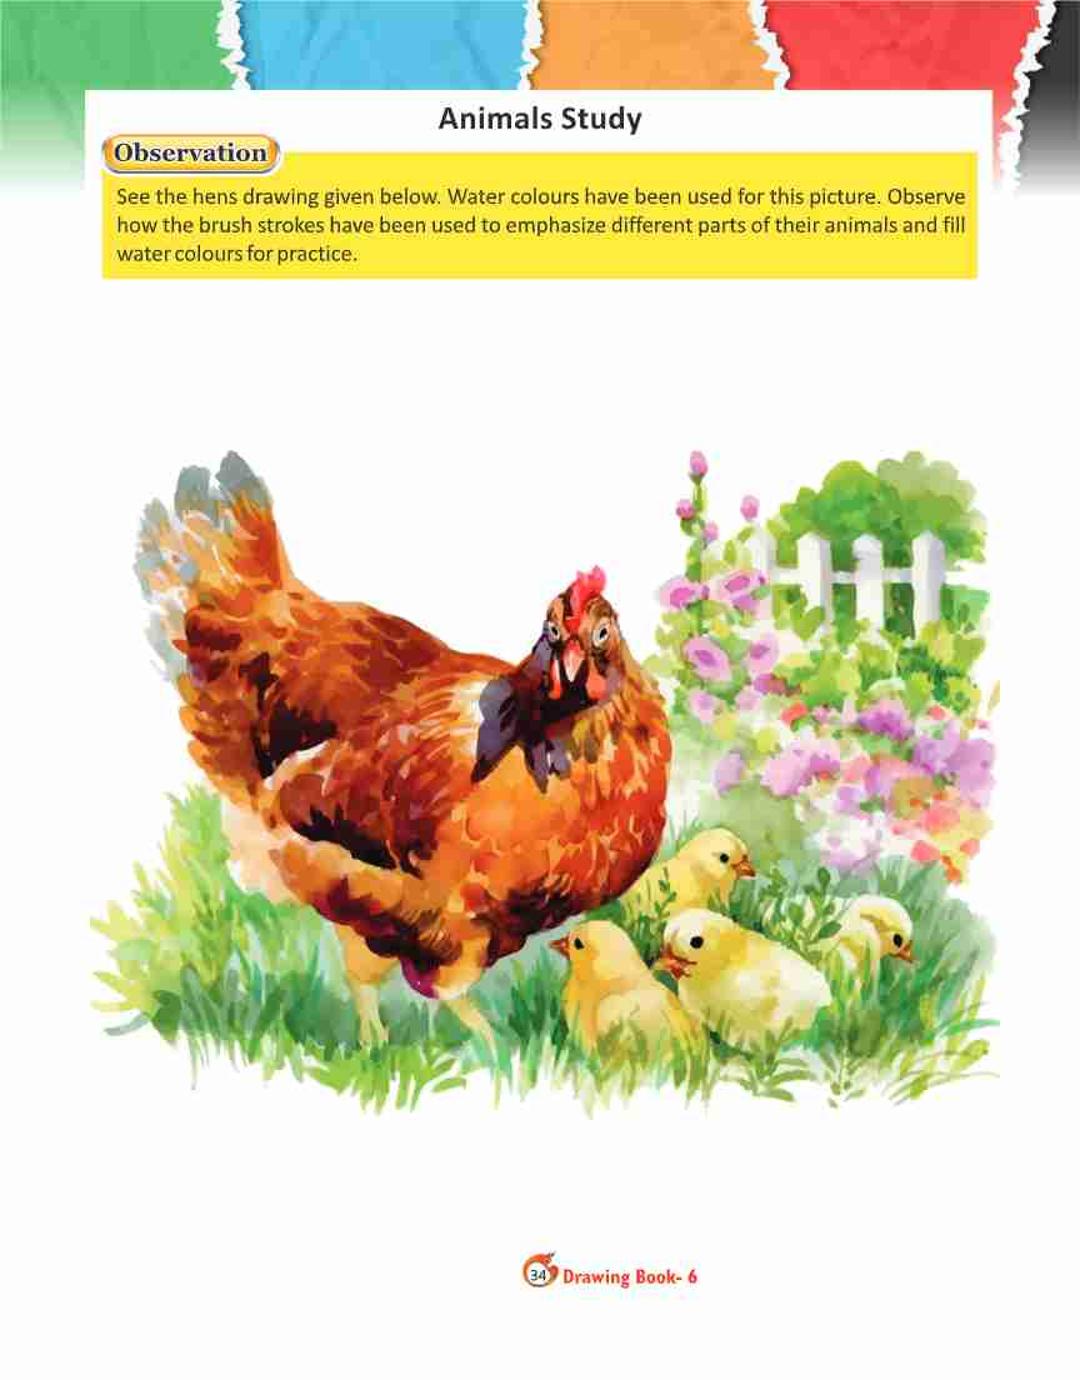 Animals Study
Observation
See the hens drawing given below. Water colours have been used for this picture. Observe
how the brush strokes have been used to emphasize different parts of their animals and fill
water colours for practice.
34 Drawing Book- 6